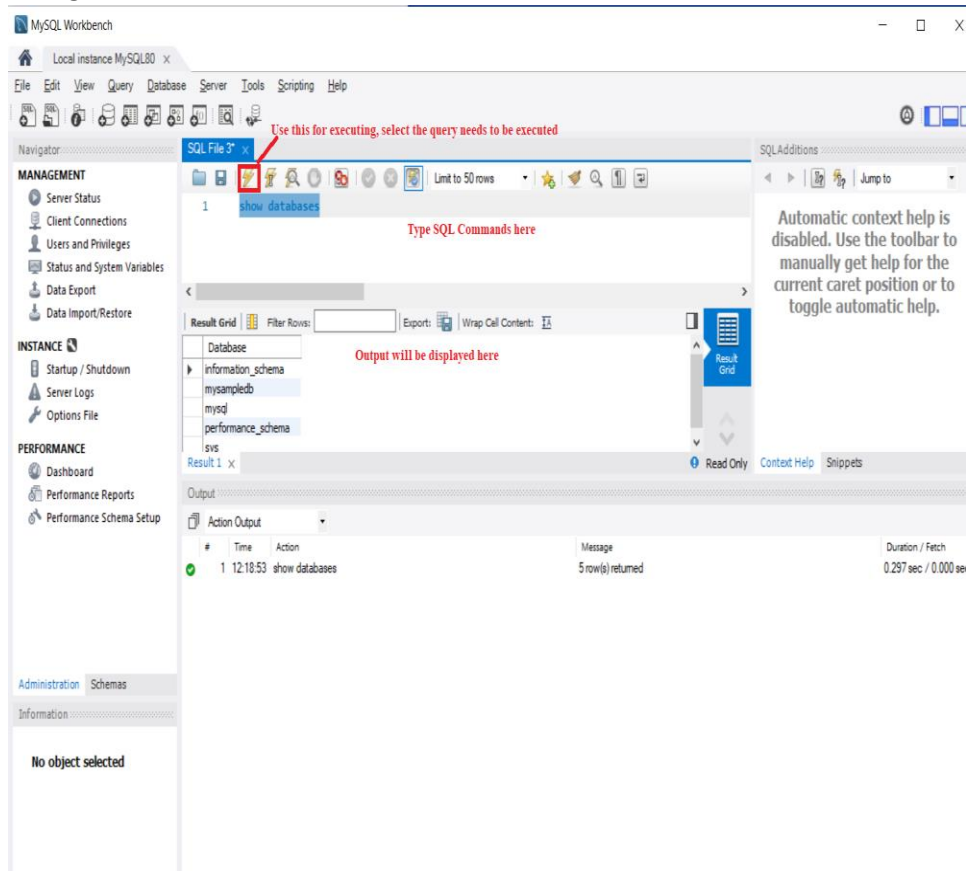 MySQL Workbench
Local instance MySQL80
File Edit View Query Database Server Tools Scripting Help
Use this for executing, select the query needs to be executed
Navigator
SQL File 3*
SQLAdditions
MANAGEMENT
Server Status
Client Connections
Users and Privileges
Status and System Variables
Data Export
Data Import/Restore
INSTANCE
Startup / Shutdown
Server Logs
Options File
PERFORMANCE
Dashboard
Performance Reports
Performance Schema Setup
Limit to 50 rows
1 show databases
Type SQL Commands here
Jump to
Automatic context help is
disabled. Use the toolbar to
manually get help for the
current caret position or to
toggle automatic help.
Result Grid Filter Rows: Export: Wrap Cell Content:
Database
information_schema
mysampledb
mysql
performance_schema
sys
Output will be displayed here
Result
Grid
Result 1
Read Only
Context Help Snippets
Output
Action Output
# Time Action Message Duration / Fetch
1 12:18:53 show databases 5 row(s) returned 0.297 sec / 0.000 sec
Administration Schemas
Information
No object selected